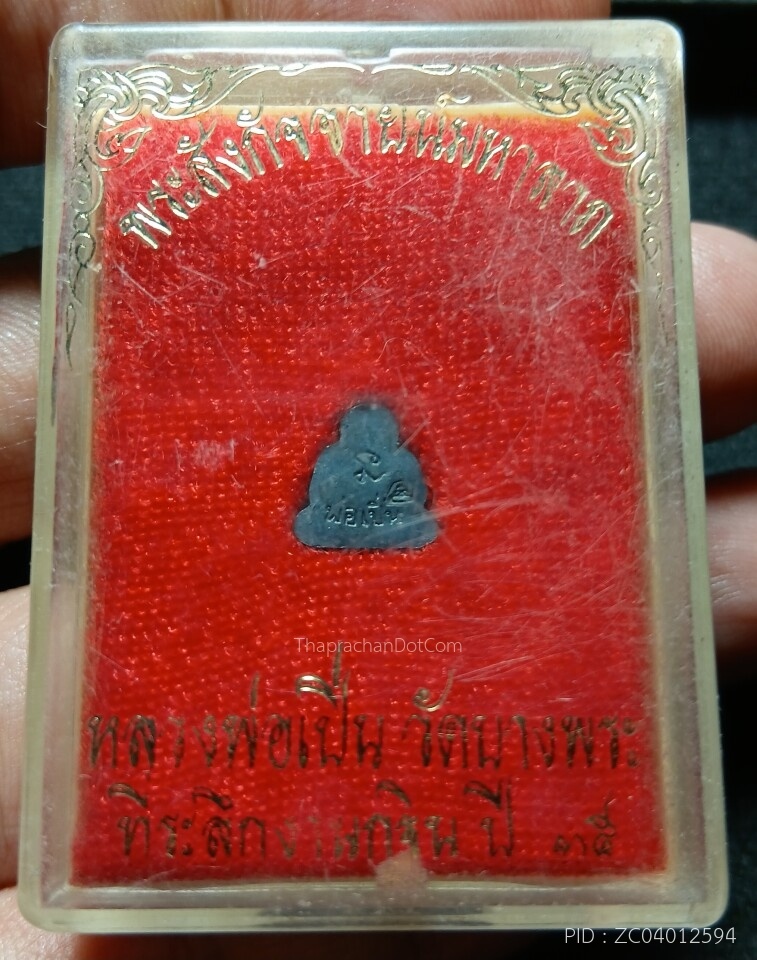 พระสังกัจจายน์มหาลาภ
พ่อเปิ่น
ThaprachanDotCom
หลวงพ่อเปิ่น วัดบางพระ
ที่ระลึกงานกฐิน ปี
PID : ZC04012594